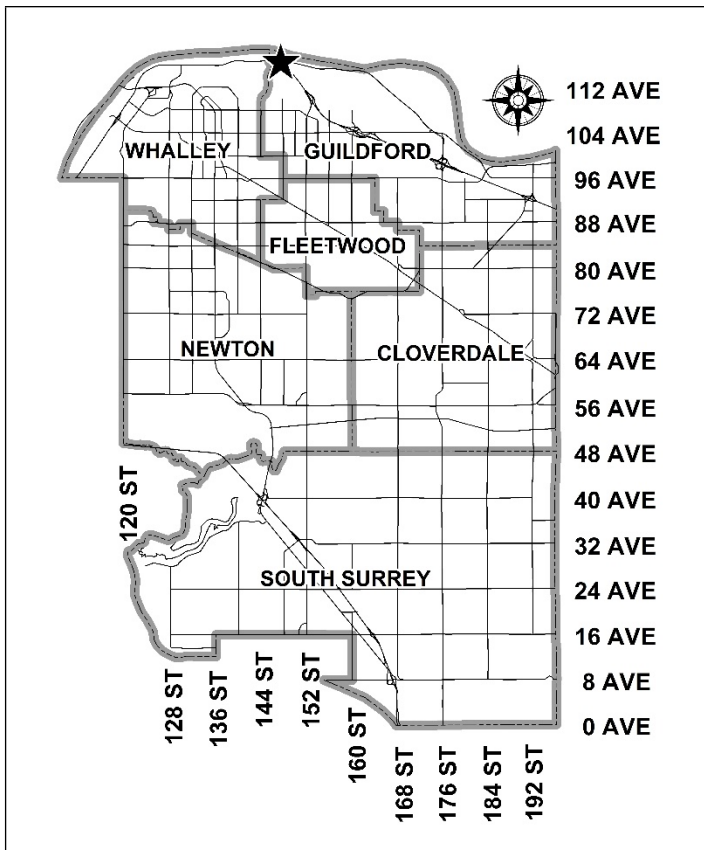 112 AVE
104 AVE
WHALLEY
GUILDFORD
96 AVE
88 AVE
FLEETWOOD
80 AVE
72 AVE
NEWTON
CLOVERDALE
64 AVE
56 AVE
48 AVE
120 ST
40 AVE
32 AVE
SOUTH SURREY
24 AVE
16 AVE
8 AVE
0 AVE
128 ST
136 ST
144 ST
152 ST
160 ST
168 ST
176 ST
184 ST
192 ST